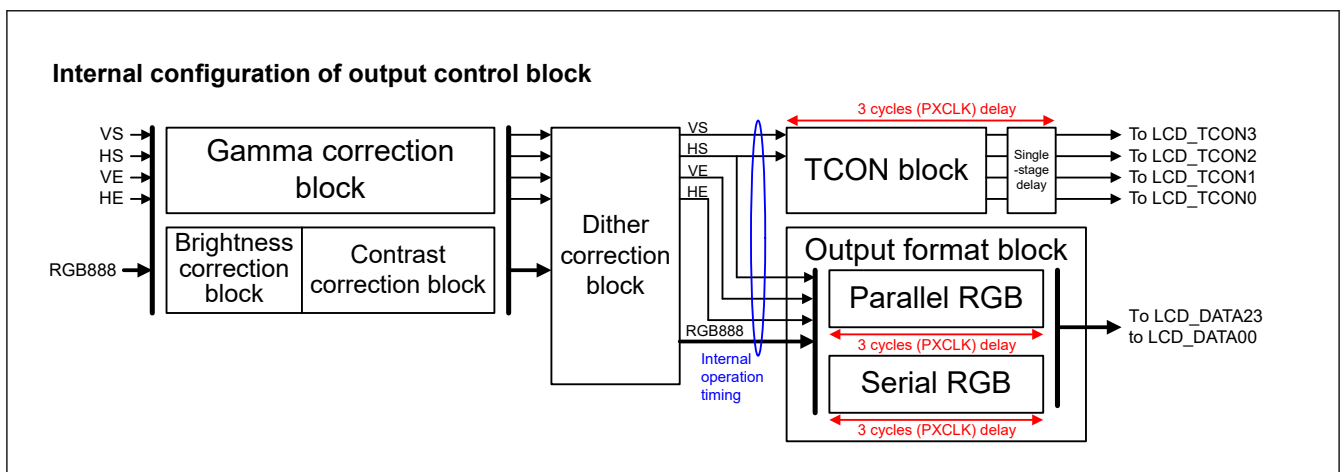 Internal configuration of output control block
VS
HS
VE
HE
RGB888
Gamma correction
block
Brightness
correction
block
Contrast
correction block
Dither
correction
block
VS
HS
VE
HE
RGB888
Internal
operation
timing
3 cycles (PXCLK) delay
TCON block
Single
-stage
delay
To LCD_TCON3
To LCD_TCON2
To LCD_TCON1
To LCD_TCON0
Output format block
Parallel RGB
3 cycles (PXCLK) delay
Serial RGB
3 cycles (PXCLK) delay
To LCD_DATA23
to LCD_DATA00